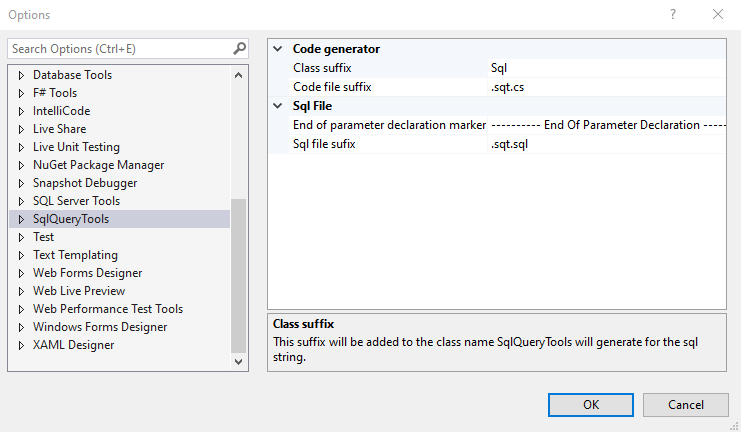 Options
Search Options (Ctrl+E)
Database Tools
F# Tools
IntelliCode
Live Share
Live Unit Testing
NuGet Package Manager
Snapshot Debugger
SQL Server Tools
SqlQueryTools
Test
Text Templating
Web Forms Designer
Web Live Preview
Web Performance Test Tools
Windows Forms Designer
XAML Designer
Code generator
Class suffix Sql
Code file suffix .sqt.cs
Sql File
End of parameter declaration marker ---------- End Of Parameter Declaration -----
Sql file sufix .sqt.sql
Class suffix
This suffix will be added to the class name SqlQueryTools will generate for the sql
string.
OK
Cancel